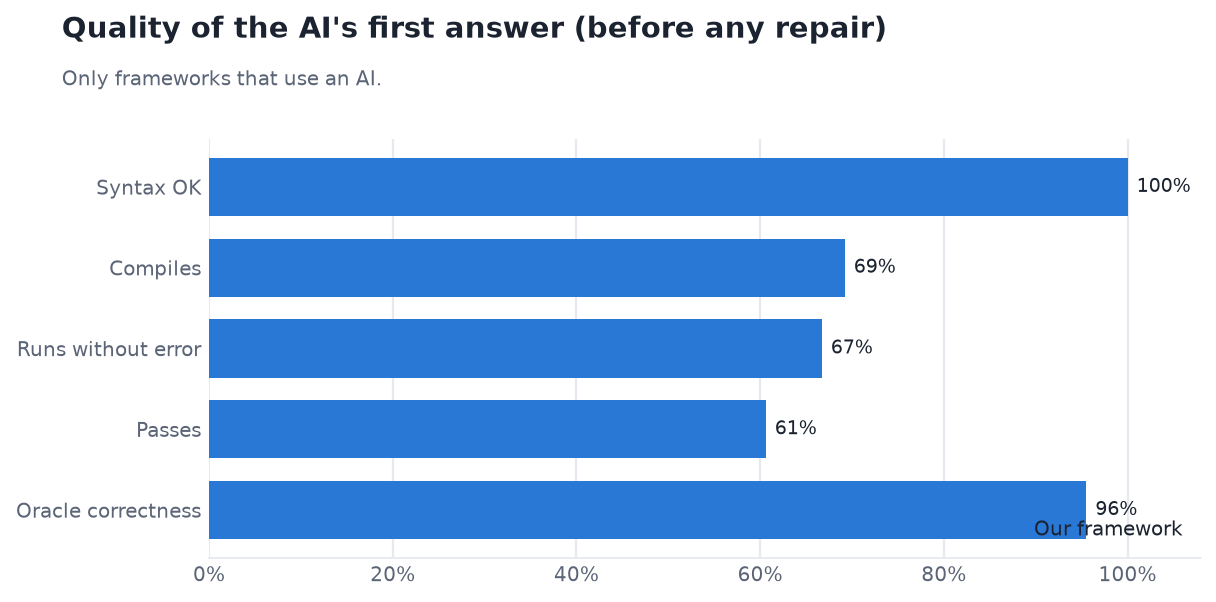 Quality of the AI's first answer (before any repair)
Only frameworks that use an AI.
Syntax OK 100%
Compiles 69%
Runs without error 67%
Passes 61%
Oracle correctness 96%
Our framework
0% 20% 40% 60% 80% 100%